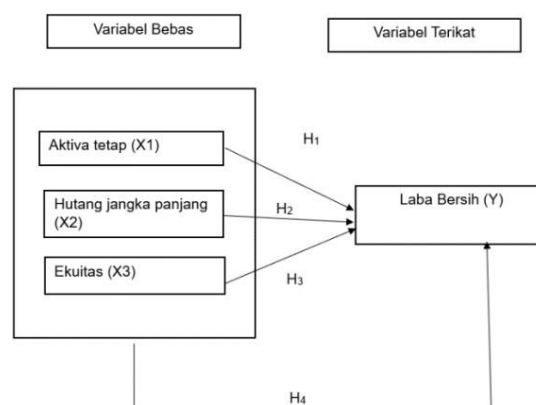 Variabel Bebas
Variabel Terikat
Aktiva tetap (X1)
H1
Hutang jangka panjang
(X2)
H2
Laba Bersih (Y)
Ekuitas (X3)
H3
H4